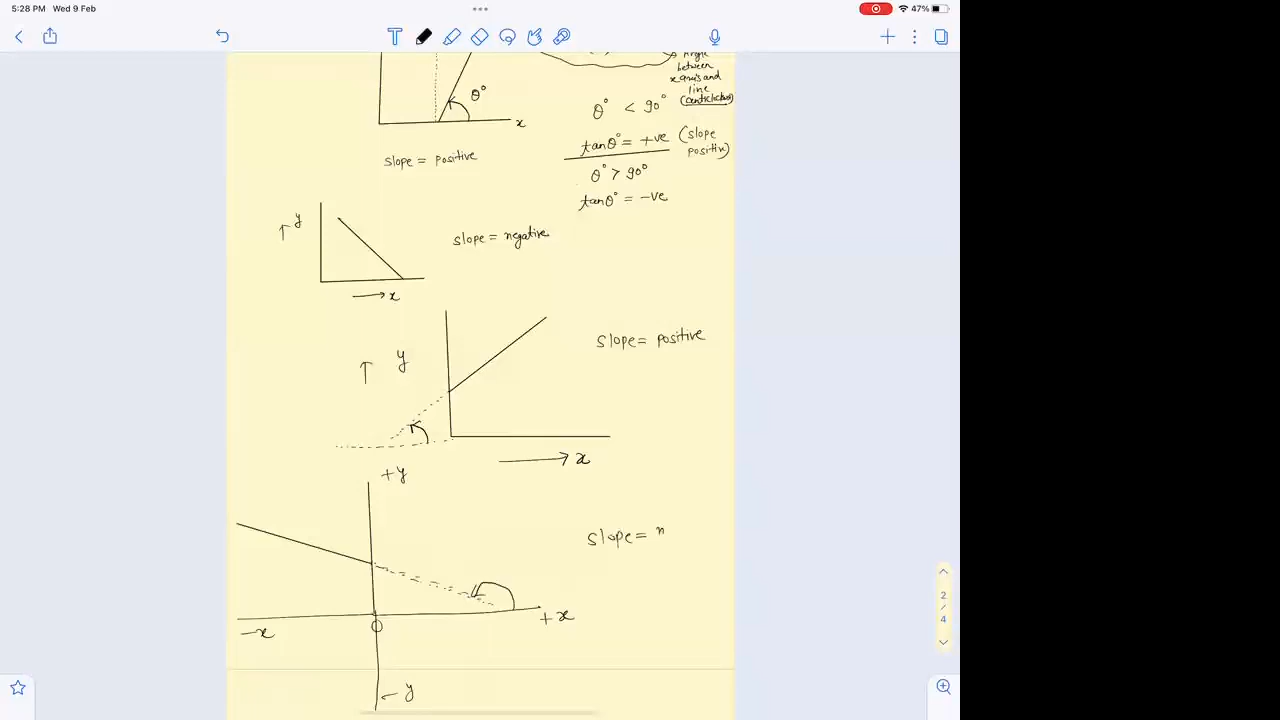 5:28 PM Wed 9 Feb
47%
Angle
between
x axis and
line
(anticlockwise)
θ°
x
θ° < 90°
tanθ° = +ve (slope
positive)
slope = positive
θ° > 90°
tanθ° = -ve
↑ y
slope = negative
→ x
slope = positive
↑ y
→ x
+y
slope = n
+x
-x
O
-y
2
/
4